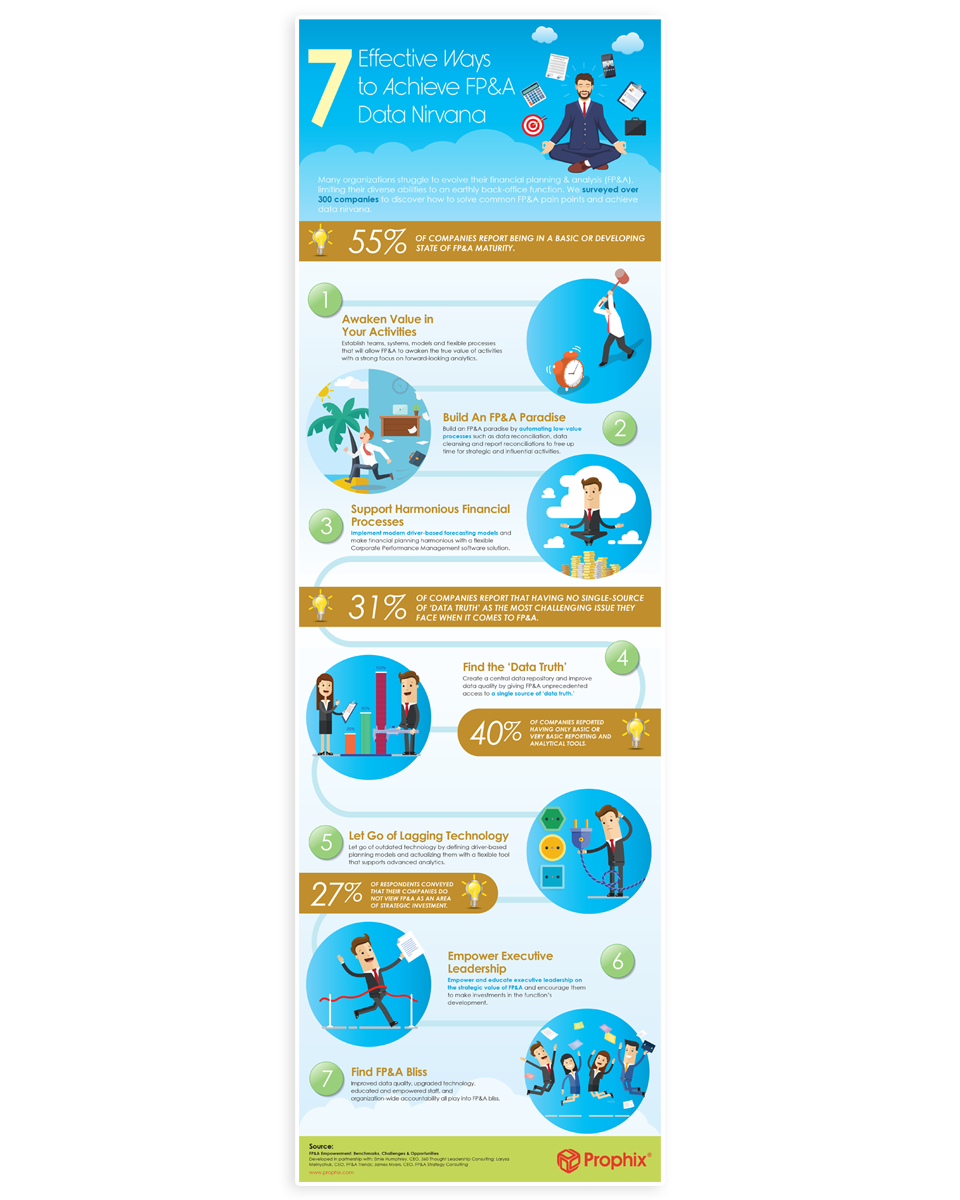 7
Effective Ways
to Achieve FP&A
Data Nirvana
Many organizations struggle to evolve their financial planning & analysis (FP&A),
limiting their diverse abilities to an earthly back-office function. We surveyed over
300 companies to discover how to solve common FP&A pain points and achieve
data nirvana.
55%
OF COMPANIES REPORT BEING IN A BASIC OR DEVELOPING
STATE OF FP&A MATURITY.
1
Awaken Value in
Your Activities
Establish teams, systems, models and flexible processes
that will allow FP&A to awaken the true value of activities
with a strong focus on forward-looking analytics.
Build An FP&A Paradise
Build an FP&A paradise by automating low-value
processes such as data reconciliation, data
cleansing and report reconciliations to free up
time for strategic and influential activities.
2
3
Support Harmonious Financial
Processes
Implement modern driver-based forecasting models and
make financial planning harmonious with a flexible
Corporate Performance Management software solution.
31%
OF COMPANIES REPORT THAT HAVING NO SINGLE-SOURCE
OF ‘DATA TRUTH’ AS THE MOST CHALLENGING ISSUE THEY
FACE WHEN IT COMES TO FP&A.
4
Find the ‘Data Truth’
Create a central data repository and improve
data quality by giving FP&A unprecedented
access to a single source of ‘data truth.’
40%
OF COMPANIES REPORTED
HAVING ONLY BASIC OR
VERY BASIC REPORTING AND
ANALYTICAL TOOLS.
5
Let Go of Lagging Technology
Let go of outdated technology by defining driver-based
planning models and actualizing them with a flexible tool
that supports advanced analytics.
27%
OF RESPONDENTS CONVEYED
THAT THEIR COMPANIES DO
NOT VIEW FP&A AS AN AREA
OF STRATEGIC INVESTMENT.
Empower Executive
Leadership
Empower and educate executive leadership on
the strategic value of FP&A and encourage them
to make investments in the function's
development.
6
7
Find FP&A Bliss
Improved data quality, upgraded technology,
educated and empowered staff, and
organization-wide accountability all play into FP&A bliss.
Source:
FP&A Empowerment: Benchmarks, Challenges & Opportunities
Developed in partnership with: Brian Humphrey, CEO, 360 Thought Leadership Consulting; Larysa
Melnychuk, CEO, FP&A Trends; James Myers, CEO, FP&A Strategy Consulting
www.prophix.com
Prophix®